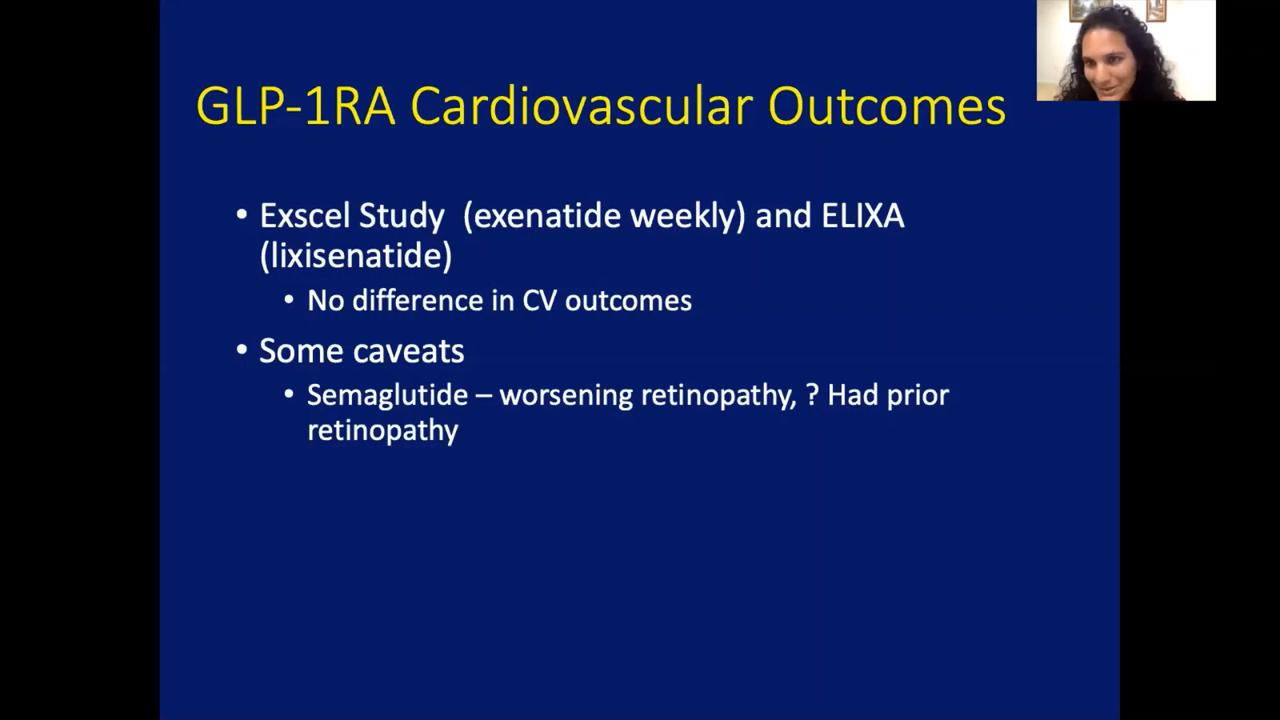 GLP-1RA Cardiovascular Outcomes
• Exscel Study (exenatide weekly) and ELIXA
(lixisenatide)
• No difference in CV outcomes
• Some caveats
• Semaglutide – worsening retinopathy, ? Had prior
retinopathy